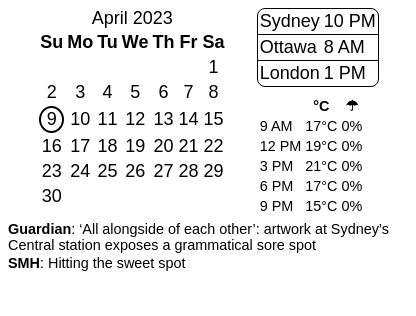 April 2023
Su Mo Tu We Th Fr Sa
1
2 3 4 5 6 7 8
9 10 11 12 13 14 15
16 17 18 19 20 21 22
23 24 25 26 27 28 29
30
Sydney 10 PM
Ottawa 8 AM
London 1 PM
°C ☂
9 AM 17°C 0%
12 PM 19°C 0%
3 PM 21°C 0%
6 PM 17°C 0%
9 PM 15°C 0%
Guardian: ‘All alongside of each other’: artwork at Sydney’s
Central station exposes a grammatical sore spot
SMH: Hitting the sweet spot